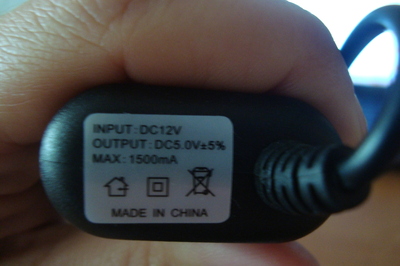 INPUT: DC12V
OUTPUT: DC5.0V±5%
MAX: 1500mA
MADE IN CHINA